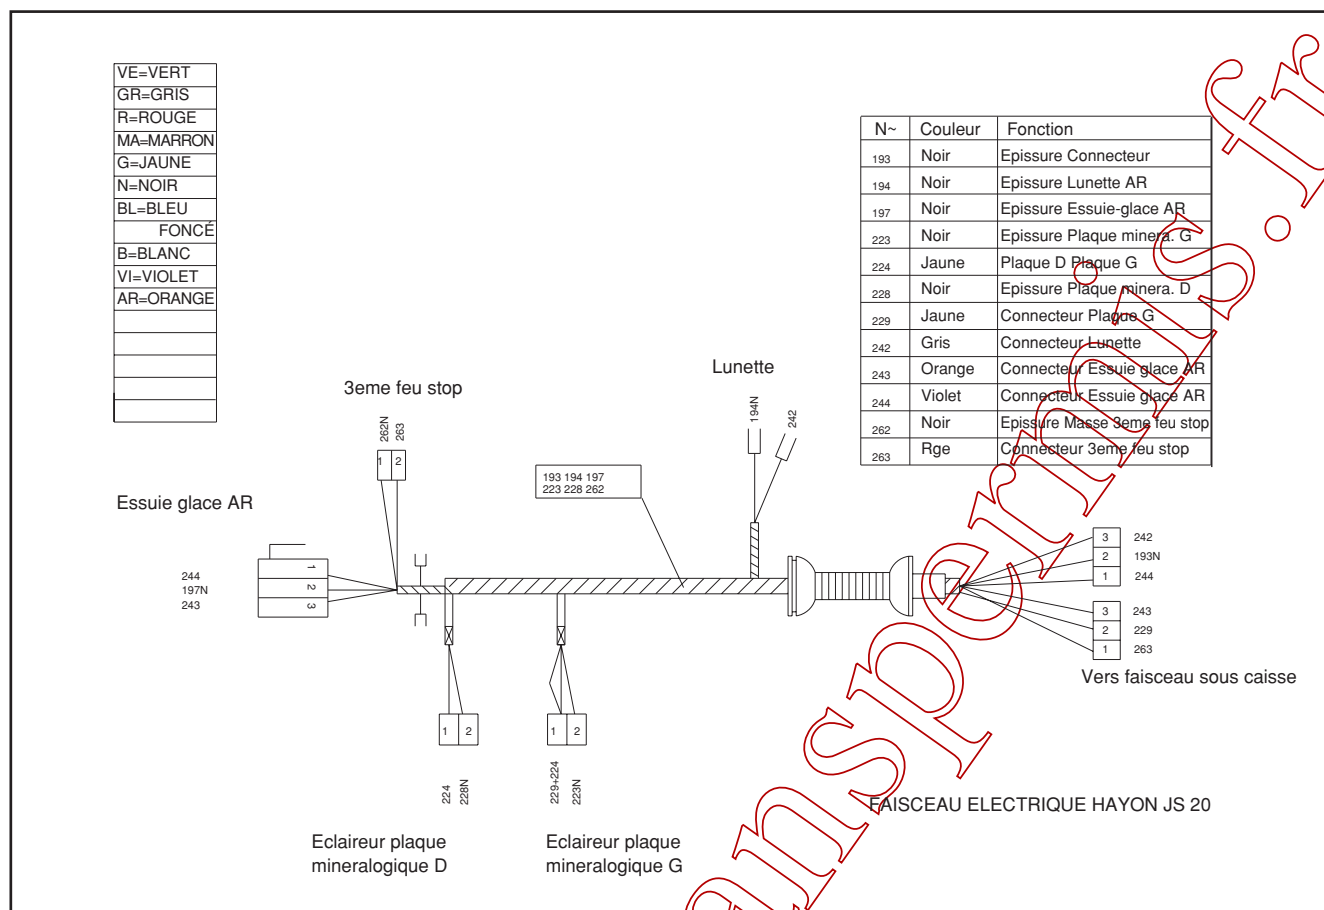 VE=VERT
GR=GRIS
R=ROUGE
MA=MARRON
G=JAUNE
N=NOIR
BL=BLEU
FONCÉ
B=BLANC
VI=VIOLET
AR=ORANGE
N~ Couleur Fonction
193 Noir Epissure Connecteur
194 Noir Epissure Lunette AR
197 Noir Epissure Essuie-glace AR
223 Noir Epissure Plaque minera. G
224 Jaune Plaque D Plaque G
228 Noir Epissure Plaque minera. D
229 Jaune Connecteur Plaque G
242 Gris Connecteur Lunette
243 Orange Connecteur Essuie glace AR
244 Violet Connecteur Essuie glace AR
262 Noir Epissure Masse 3eme feu stop
263 Rge Connecteur 3eme feu stop
3eme feu stop
262N
263
1 2
Lunette
194N
242
193 194 197
223 228 262
Essuie glace AR
244
197N
243
1
2
3
3 242
2 193N
1 244
3 243
2 229
1 263
Vers faisceau sous caisse
1 2
224
228N
Eclaireur plaque
mineralogique D
1 2
229+224
223N
Eclaireur plaque
mineralogique G
FAISCEAU ELECTRIQUE HAYON JS 20
anspermis.fr